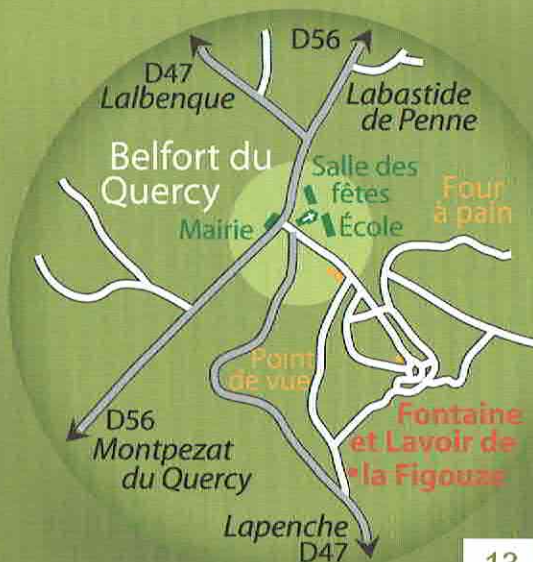 D56
D47
Lalbenque
Labastide
de Penne
Belfort du
Quercy
Salle des
fêtes
Mairie
École
Four
à pain
Point
de vue
D56
Montpezat
du Quercy
Fontaine
et Lavoir de
la Figouze
Lapenche
D47
13